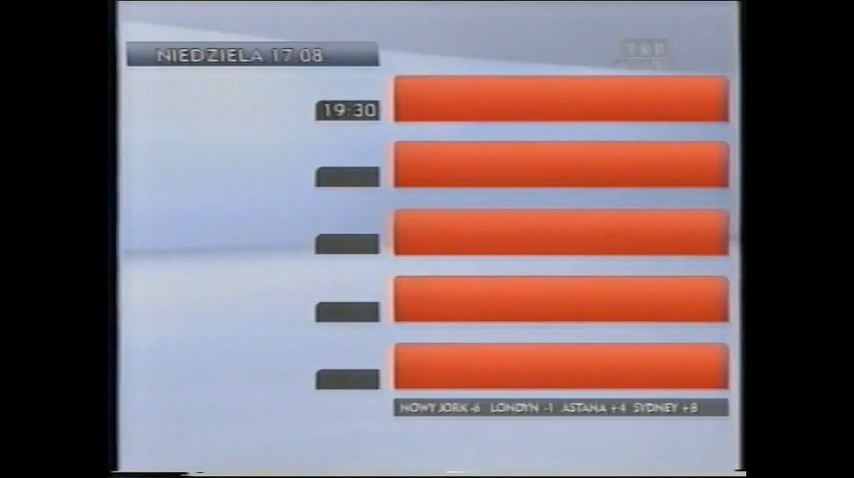 NIEDZIELA 17.08
19:30
NOWY JORK -6 LONDYN -1 ASTANA +4 SYDNEY +8